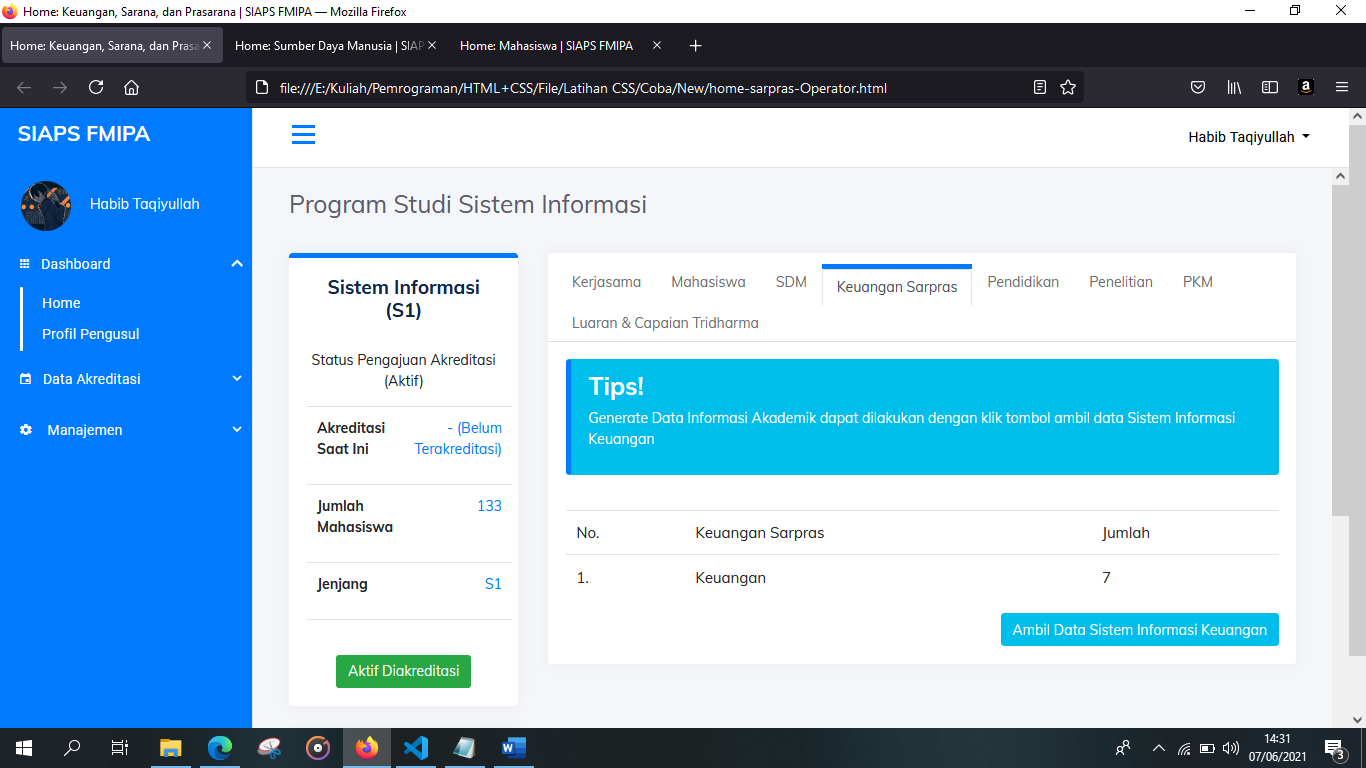 Home: Keuangan, Sarana, dan Prasarana | SIAPS FMIPA — Mozilla Firefox
Home: Keuangan, Sarana, dan Prasa
Home: Sumber Daya Manusia | SIAP
Home: Mahasiswa | SIAPS FMIPA
file:///E:/Kuliah/Pemrograman/HTML+CSS/File/Latihan CSS/Coba/New/home-sarpras-Operator.html
SIAPS FMIPA
Habib Taqiyullah
Habib Taqiyullah
Dashboard
Home
Profil Pengusul
Data Akreditasi
Manajemen
Program Studi Sistem Informasi
Sistem Informasi
(S1)
Status Pengajuan Akreditasi
(Aktif)
Akreditasi - (Belum
Saat Ini Terakreditasi)
Jumlah 133
Mahasiswa
Jenjang S1
Aktif Diakreditasi
Kerjasama Mahasiswa SDM Keuangan Sarpras Pendidikan Penelitian PKM
Luaran & Capaian Tridharma
Tips!
Generate Data Informasi Akademik dapat dilakukan dengan klik tombol ambil data Sistem Informasi
Keuangan
No. Keuangan Sarpras Jumlah
1. Keuangan 7
Ambil Data Sistem Informasi Keuangan
14:31
07/06/2021
3